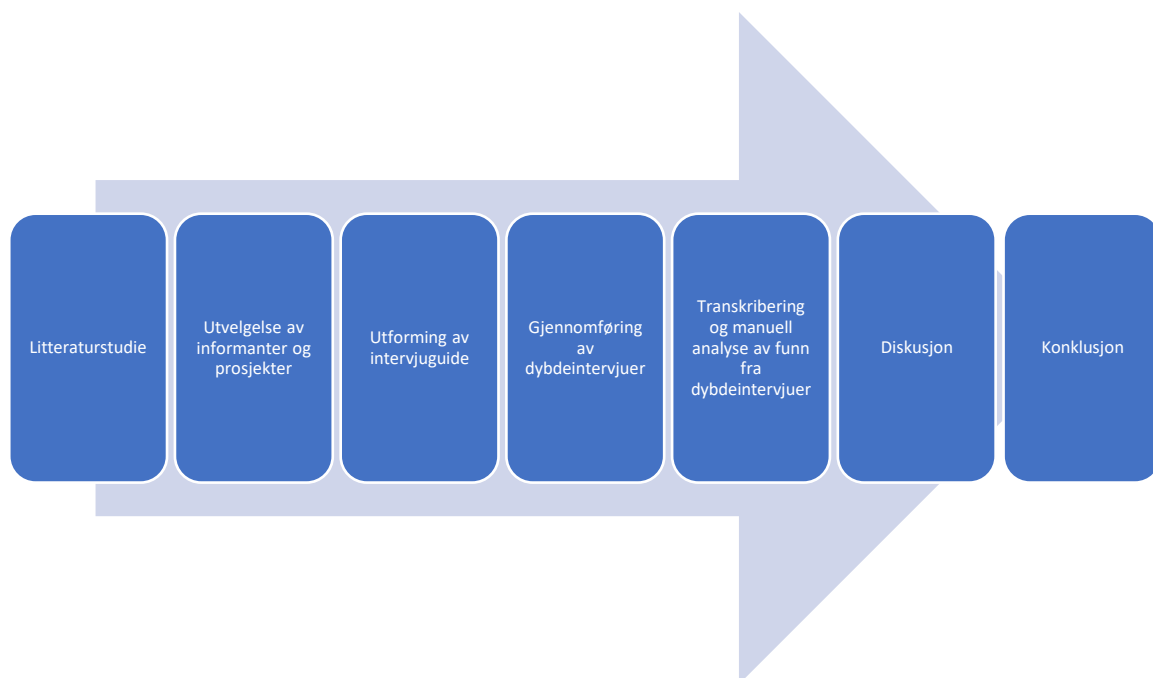 Litteraturstudie
Utvelgelse av
informanter og
prosjekter
Utforming av
intervjuguide
Gjennomføring
av
dybdeintervjuer
Transkribering
og manuell
analyse av funn
fra
dybdeintervjuer
Diskusjon
Konklusjon